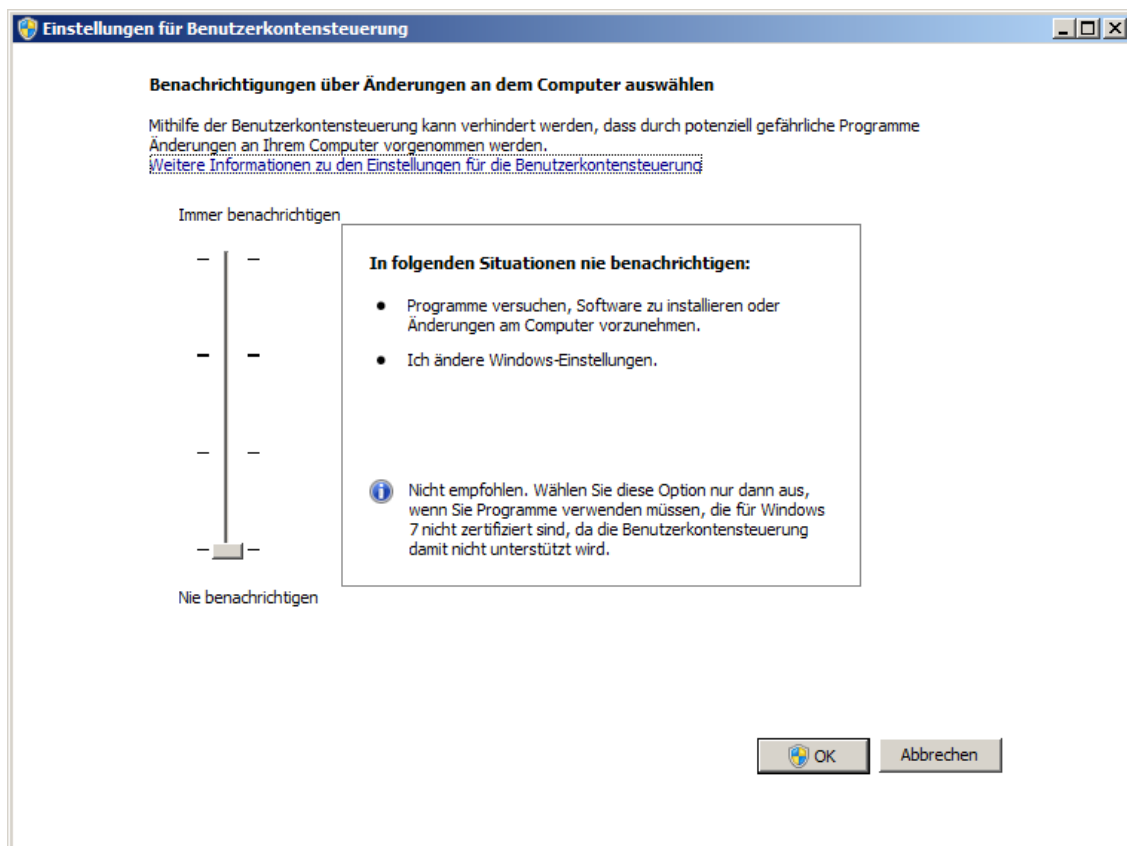 Einstellungen für Benutzerkontensteuerung
Benachrichtigungen über Änderungen an dem Computer auswählen
Mithilfe der Benutzerkontensteuerung kann verhindert werden, dass durch potenziell gefährliche Programme
Änderungen an Ihrem Computer vorgenommen werden.
Weitere Informationen zu den Einstellungen für die Benutzerkontensteuerung
Immer benachrichtigen
In folgenden Situationen nie benachrichtigen:
• Programme versuchen, Software zu installieren oder
Änderungen am Computer vorzunehmen.
• Ich ändere Windows-Einstellungen.
Nicht empfohlen. Wählen Sie diese Option nur dann aus,
wenn Sie Programme verwenden müssen, die für Windows
7 nicht zertifiziert sind, da die Benutzerkontensteuerung
damit nicht unterstützt wird.
Nie benachrichtigen
OK
Abbrechen